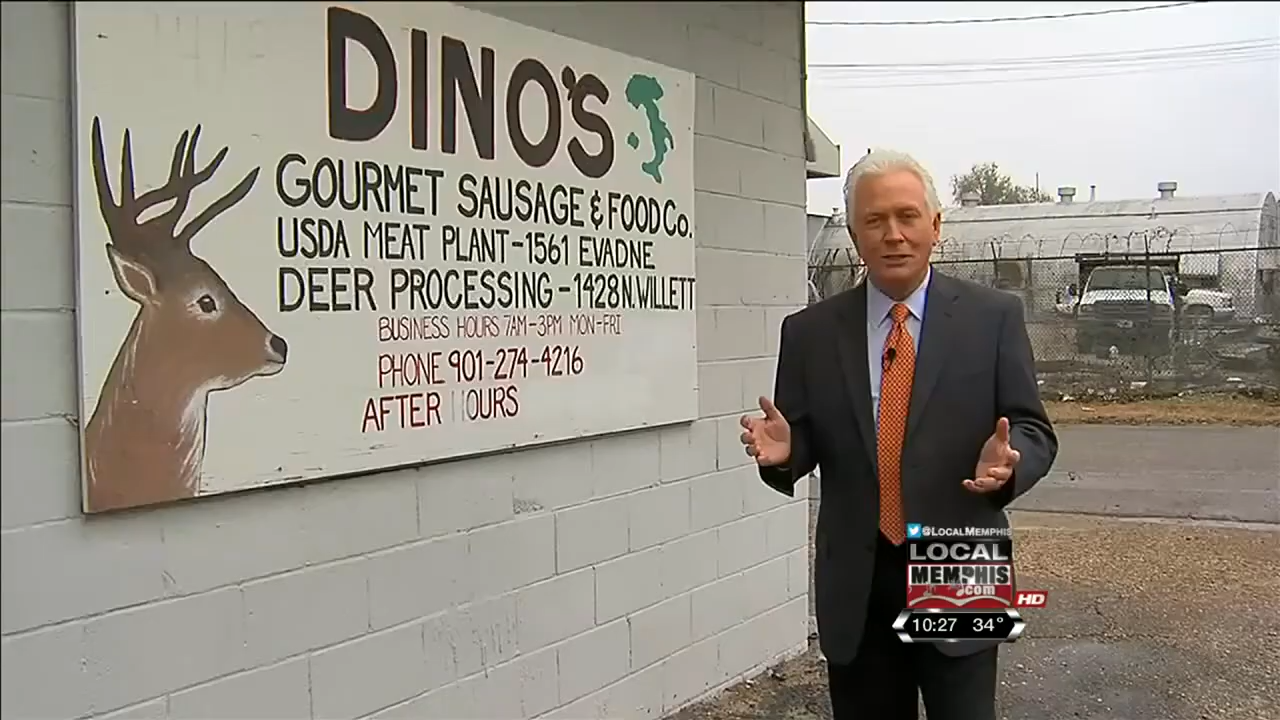 DINO'S
GOURMET SAUSAGE & FOOD Co.
USDA MEAT PLANT-1561 EVADNE
DEER PROCESSING-1428 N. WILLETT
BUSINESS HOURS 7AM-3PM MON-FRI
PHONE 901-274-4216
AFTER HOURS
@LOCALMEMPHIS
LOCAL
MEMPHIS
.com
HD
10:27 34°